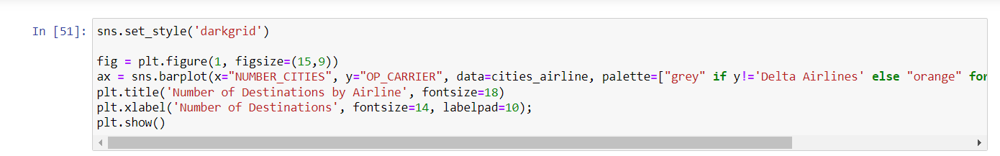 In [51]:
sns.set_style('darkgrid')
fig = plt.figure(1, figsize=(15,9))
ax = sns.barplot(x="NUMBER_CITIES", y="OP_CARRIER", data=cities_airline, palette=["grey" if y!='Delta Airlines' else "orange" for
plt.title('Number of Destinations by Airline', fontsize=18)
plt.xlabel('Number of Destinations', fontsize=14, labelpad=10);
plt.show()